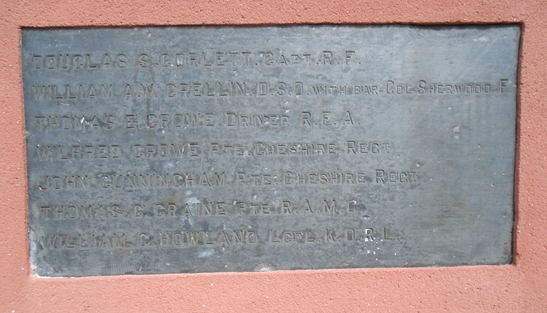 DOUGLAS S. CORLETT. CAPT. R.F.
WILLIAM. A.W. CRELLIN. D.S.O. WITH BAR. COL. SHERWOOD F
THOMAS E. CROWE. DRIVER R.F.A.
WILFRED CROWE. PTE. CHESHIRE REGT.
JOHN. CUNNINGHAM. PTE. CHESHIRE REGT.
THOMAS. C. CRAINE PTE R.A.M.C.
WILLIAM. C. HOWLAND L.CPL. K.O.R.L.